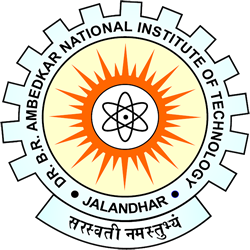 DR. B.R. AMBEDKAR NATIONAL INSTITUTE OF TECHNOLOGY
JALANDHAR
सरस्वती नमस्तुभ्यं